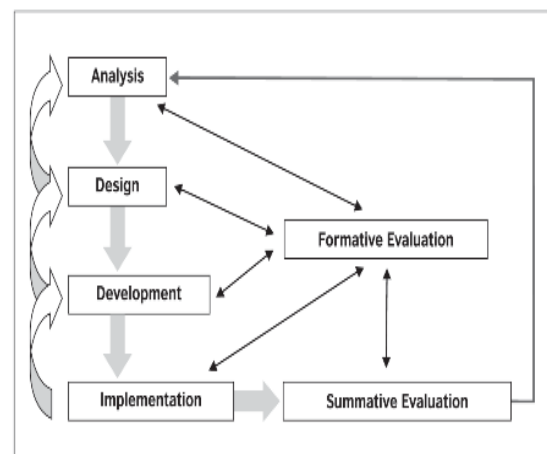 Analysis
Design
Formative Evaluation
Development
Implementation
Summative Evaluation